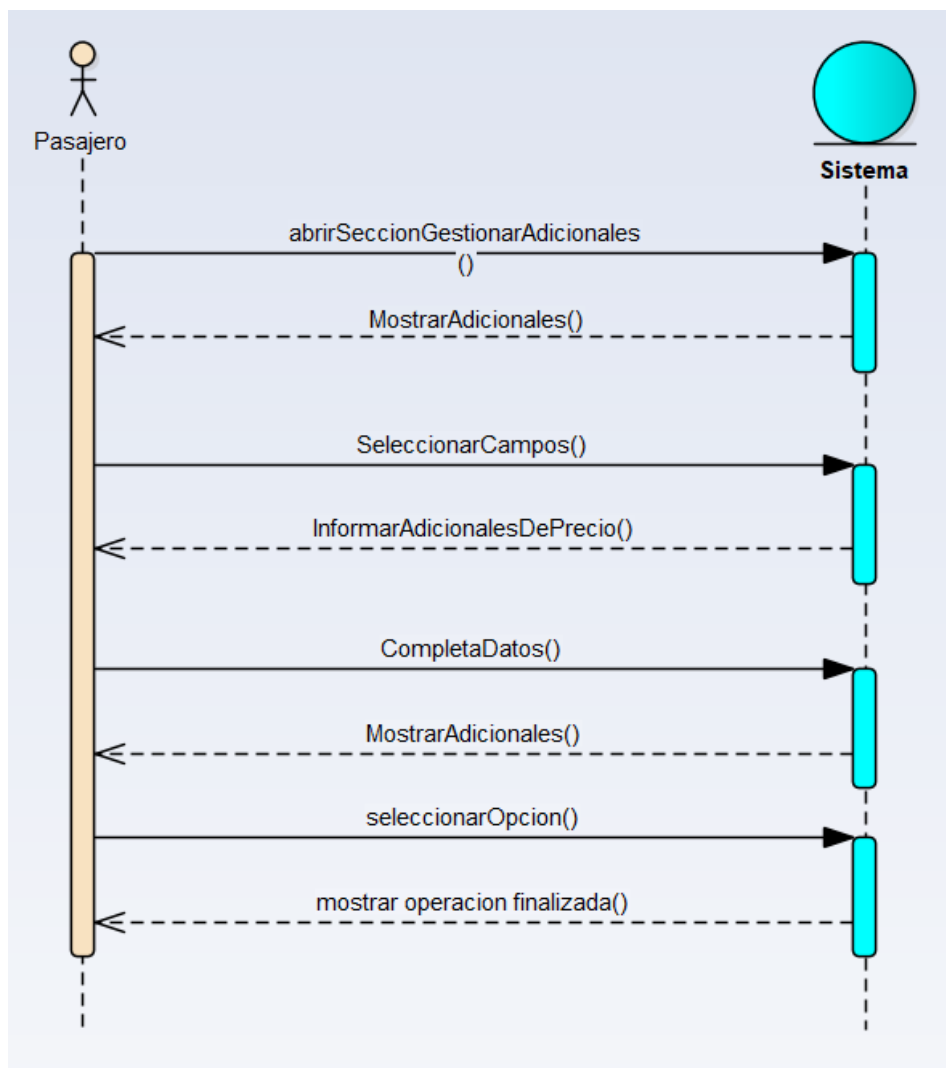 Pasajero
Sistema
abrirSeccionGestionarAdicionales
()
MostrarAdicionales()
SeleccionarCampos()
InformarAdicionalesDePrecio()
CompletaDatos()
MostrarAdicionales()
seleccionarOpcion()
mostrar operacion finalizada()